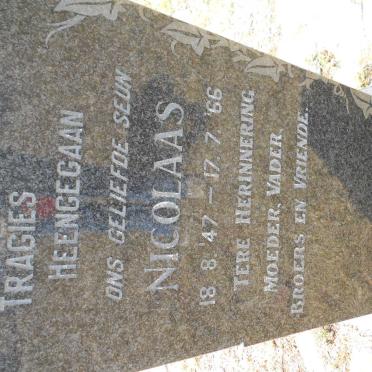 TRAGIES
HEENGEGAAN
ONS GELIEFDE SEUN
NICOLAAS
18·8·47 – 17·7·66
TERE HERINNERING
MOEDER, VADER,
BROERS EN VRIENDE.